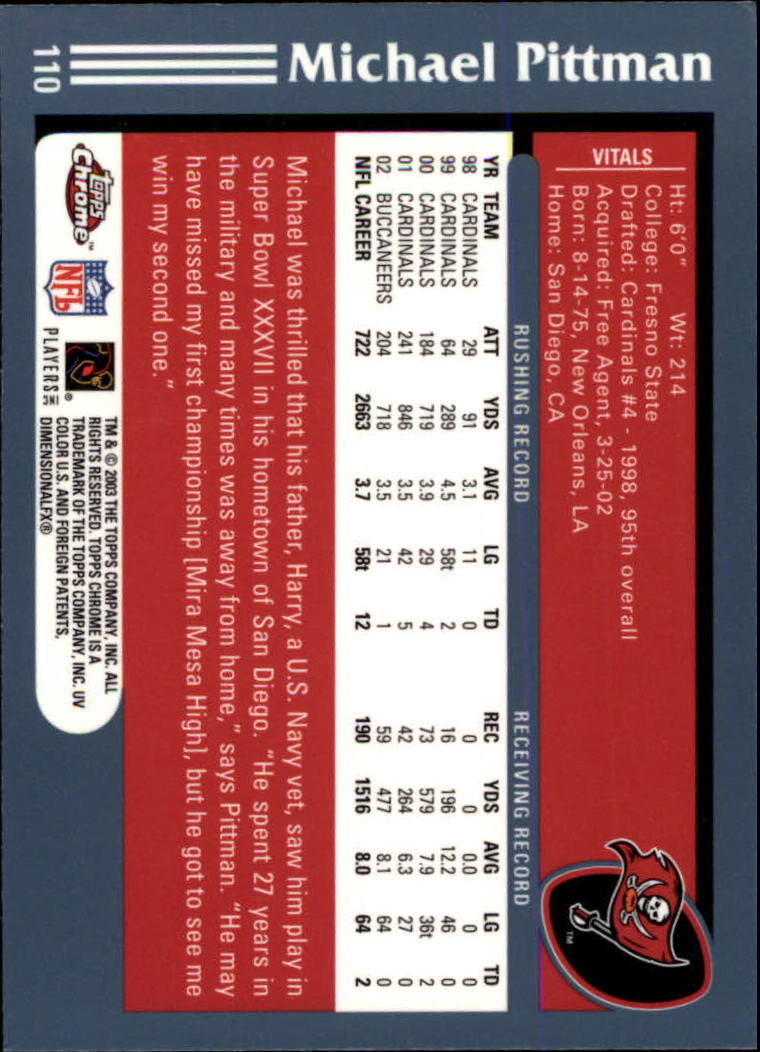 110 Michael Pittman
VITALS
Ht: 6'0" Wt: 214
College: Fresno State
Drafted: Cardinals #4 - 1998, 95th overall
Acquired: Free Agent, 3-25-02
Born: 8-14-75, New Orleans, LA
Home: San Diego, CA
TM
RUSHING RECORD RECEIVING RECORD
YR TEAM ATT YDS AVG LG TD REC YDS AVG LG TD
98 CARDINALS 29 91 3.1 11 0 0 0 0.0 0 0
99 CARDINALS 64 289 4.5 58t 2 16 196 12.2 46 0
00 CARDINALS 184 719 3.9 29 4 73 579 7.9 36t 2
01 CARDINALS 241 846 3.5 42 5 42 264 6.3 27 0
02 BUCCANEERS 204 718 3.5 21 1 59 477 8.1 64 0
NFL CAREER 722 2663 3.7 58t 12 190 1516 8.0 64 2
Michael was thrilled that his father, Harry, a U.S. Navy vet, saw him play in
Super Bowl XXXVII in his hometown of San Diego. "He spent 27 years in
the military and many times was away from home," says Pittman. "He may
have missed my first championship [Mira Mesa High], but he got to see me
win my second one."
topps
Chrome™
NFL
PLAYERS INC
®
TM & © 2003 THE TOPPS COMPANY, INC. ALL
RIGHTS RESERVED. TOPPS CHROME IS A
TRADEMARK OF THE TOPPS COMPANY, INC. UV
COLOR U.S. AND FOREIGN PATENTS,
DIMENSIONALFX®